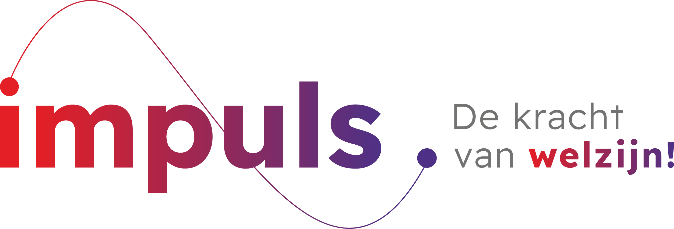 impuls.
De kracht
van welzijn!